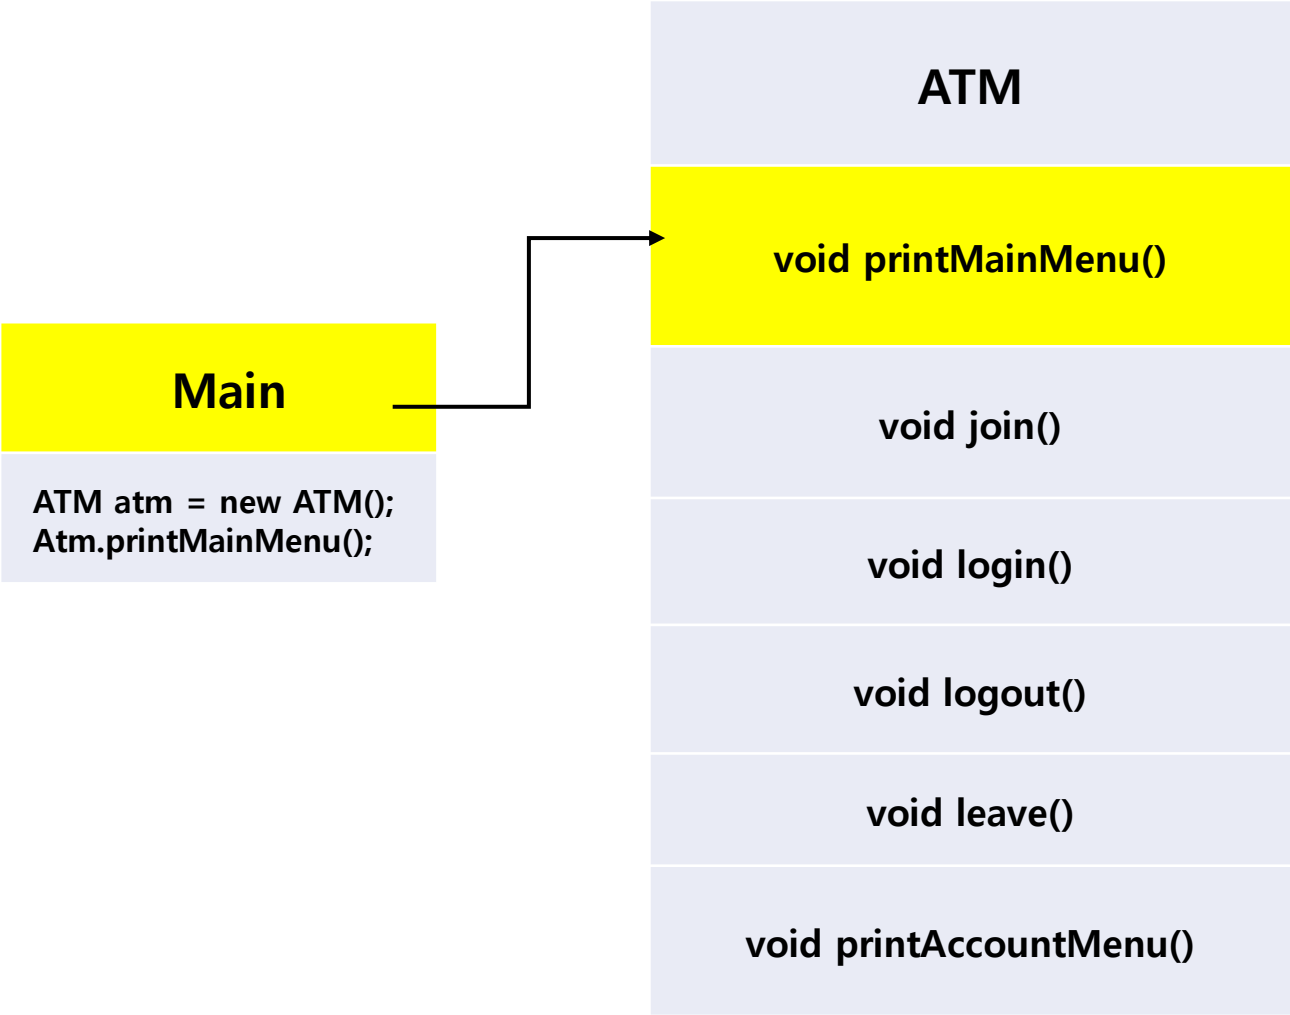 ATM
void printMainMenu()
Main
ATM atm = new ATM();
Atm.printMainMenu();
void join()
void login()
void logout()
void leave()
void printAccountMenu()